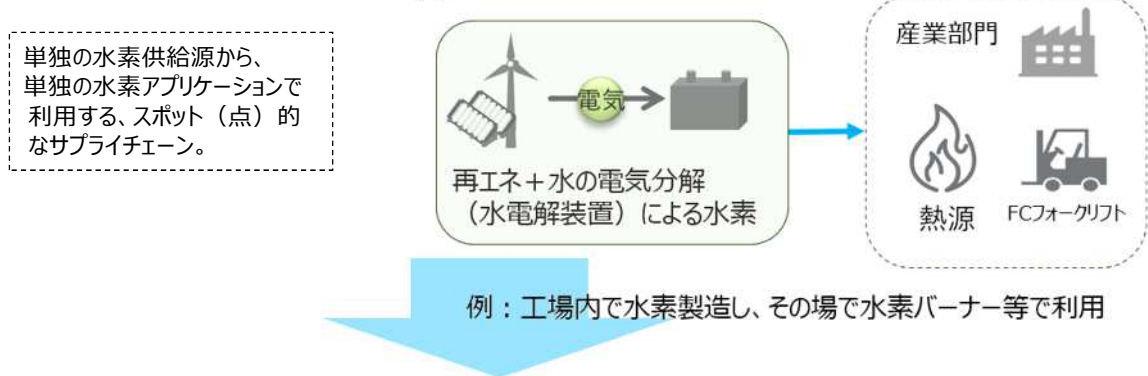 単独の水素供給源から、
単独の水素アプリケーションで
利用する、スポット（点）的
なサプライチェーン。
電気
再エネ＋水の電気分解
（水電解装置）による水素
産業部門
熱源
FCフォークリフト
例：工場内で水素製造し、その場で水素バーナー等で利用